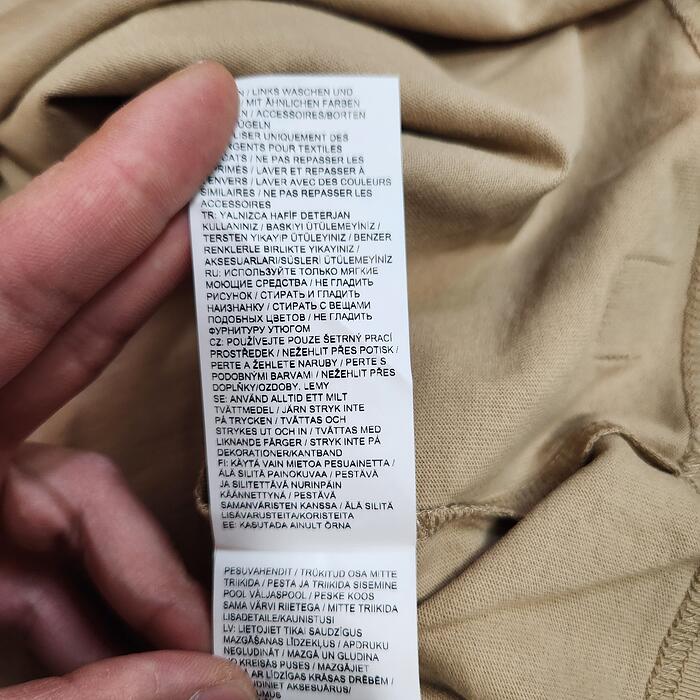 / LINKS WASCHEN UND
/ MIT ÄHNLICHEN FARBEN
/ ACCESSOIRES/BORTEN
ÜGELN
LISER UNIQUEMENT DES
RGENTS POUR TEXTILES
CATS / NE PAS REPASSER LES
PRIMÉS / LAVER ET REPASSER À
ENVERS / LAVER AVEC DES COULEURS
SIMILAIRES / NE PAS REPASSER LES
ACCESSOIRES
TR: YALNIZCA HAFİF DETERJAN
KULLANINIZ / BASKIYI ÜTÜLEMEYİNİZ /
TERSTEN YIKAYIP ÜTÜLEYINIZ / BENZER
RENKLERLE BIRLIKTE YIKAYINIZ /
AKSESUARLARI/SÜSLERİ ÜTÜLEMEYİNİZ
RU: ИСПОЛЬЗУЙТЕ ТОЛЬКО МЯГКИЕ
МОЮЩИЕ СРЕДСТВА / НЕ ГЛАДИТЬ
РИСУНОК / СТИРАТЬ И ГЛАДИТЬ
НАИЗНАНКУ / СТИРАТЬ С ВЕЩАМИ
ПОДОБНЫХ ЦВЕТОВ / НЕ ГЛАДИТЬ
ФУРНИТУРУ УТЮГОМ
CZ: POUŽÍVEJTE POUZE ŠETRNÝ PRACÍ
PROSTŘEDEK / NEŽEHLIT PŘES POTISK /
PERTE A ŽEHLETE NARUBY / PERTE S
PODOBNÝMI BARVAMI / NEŽEHLIT PŘES
DOPLŇKY/OZDOBY. LEMY
SE: ANVÄND ALLTID ETT MILT
TVÄTTMEDEL / JÄRN STRYK INTE
PÅ TRYCKEN / TVÄTTAS OCH
STRYKES UT OCH IN / TVÄTTAS MED
LIKNANDE FÄRGER / STRYK INTE PÅ
DEKORATIONER/KANTBAND
FI: KÄYTÄ VAIN MIETOA PESUAINETTA /
ÄLÄ SILITÄ PAINOKUVAA / PESTÄVÄ
JA SILITETTÄVÄ NURINPÄIN
KÄÄNNETTYNÄ / PESTÄVÄ
SAMANVÄRISTEN KANSSA / ÄLÄ SILITÄ
LISÄVARUSTEITA/KORISTEITA
EE: KASUTADA AINULT ÕRNA
PESUVAHENDIT / TRÜKITUD OSA MITTE
TRIIKIDA / PESTA JA TRIIKIDA SISEMINE
POOL VÄLJASPOOL / PESKE KOOS
SAMA VÄRVI RIIETEGA / MITTE TRIIKIDA
LISADETAILE/KAUNISTUSI
LV: LIETOJIET TIKAI SAUDZĪGUS
MAZGĀŠANAS LĪDZEKĻUS / APDRUKU
NEGLUDINĀT / MAZGĀ UN GLUDINA
NO KREISĀS PUSES / MAZGĀJIET
AR LĪDZĪGAS KRĀSAS DRĒBĒM /
UDINIET AKSESUĀRUS/
JUMUS